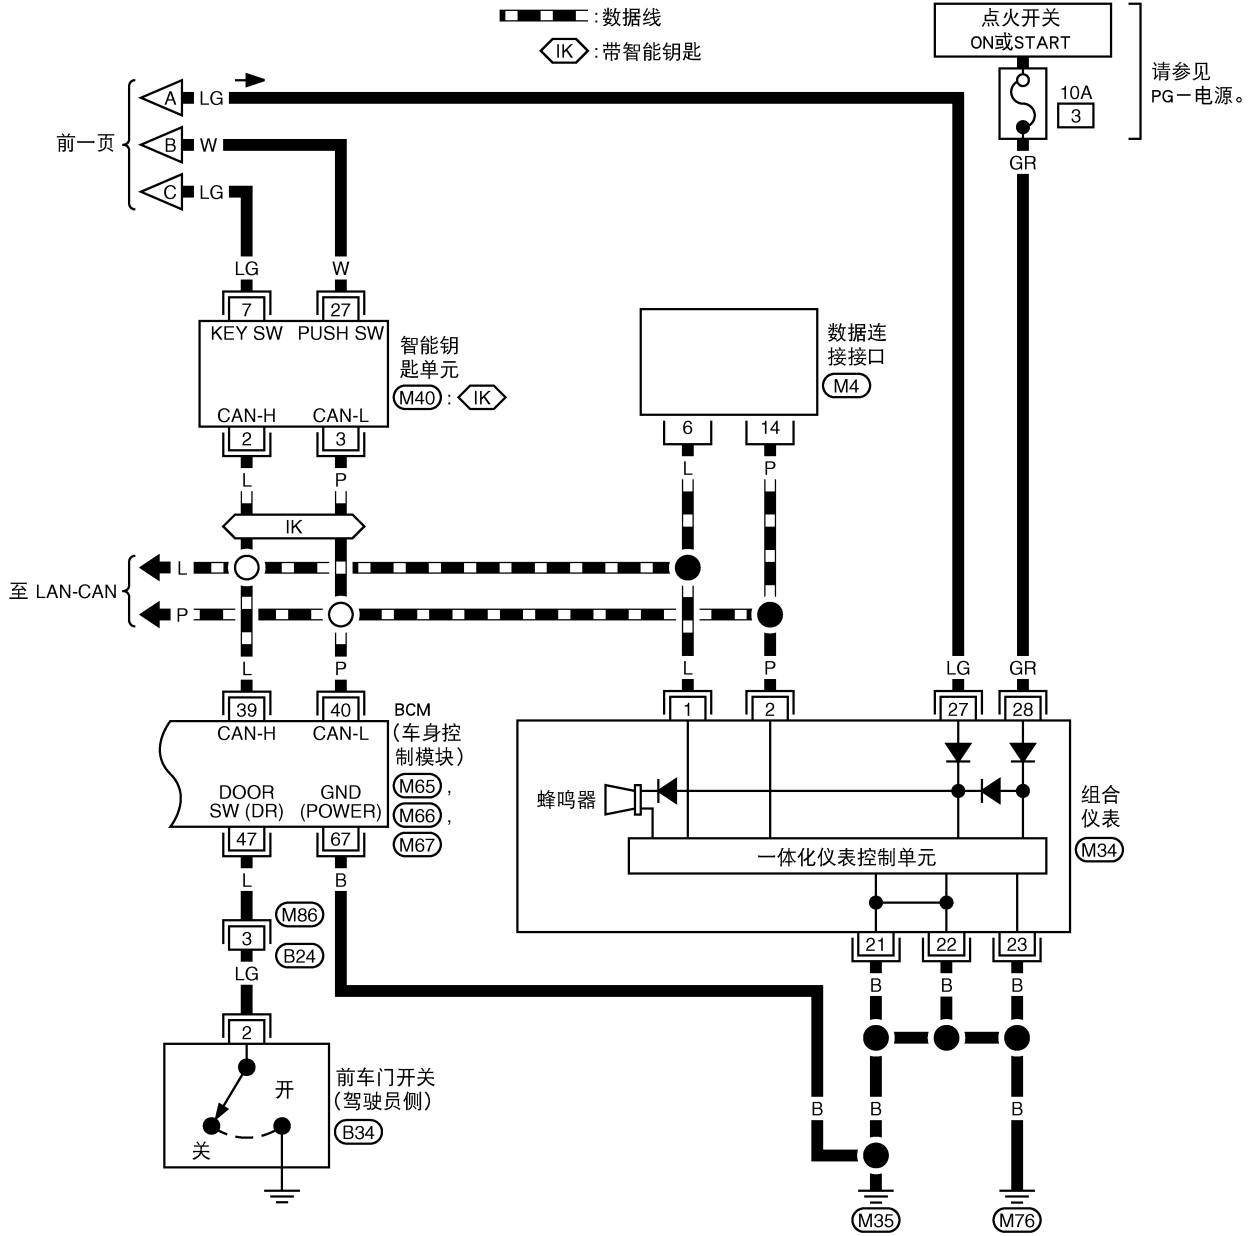 :数据线
IK :带智能钥匙
点火开关
ON或START
10A
3
请参见
PG－电源。
GR
前一页
A LG
B W
C LG
LG W
7 27
KEY SW PUSH SW
CAN-H CAN-L
2 3
智能钥
匙单元
M40 : IK
数据连
接接口
M4
6 14
L P
L P
IK
至 LAN-CAN
L
P
L P
L P
LG GR
39 40
CAN-H CAN-L
DOOR
SW (DR)
GND
(POWER)
47 67
BCM
(车身控
制模块)
M65 ,
M66 ,
M67
1 2 27 28
蜂鸣器
一体化仪表控制单元
组合
仪表
M34
21 22 23
L B
M86
3
B24
LG
2
B B B
开
关
前车门开关
(驾驶员侧)
B34
B B B
M35 M76